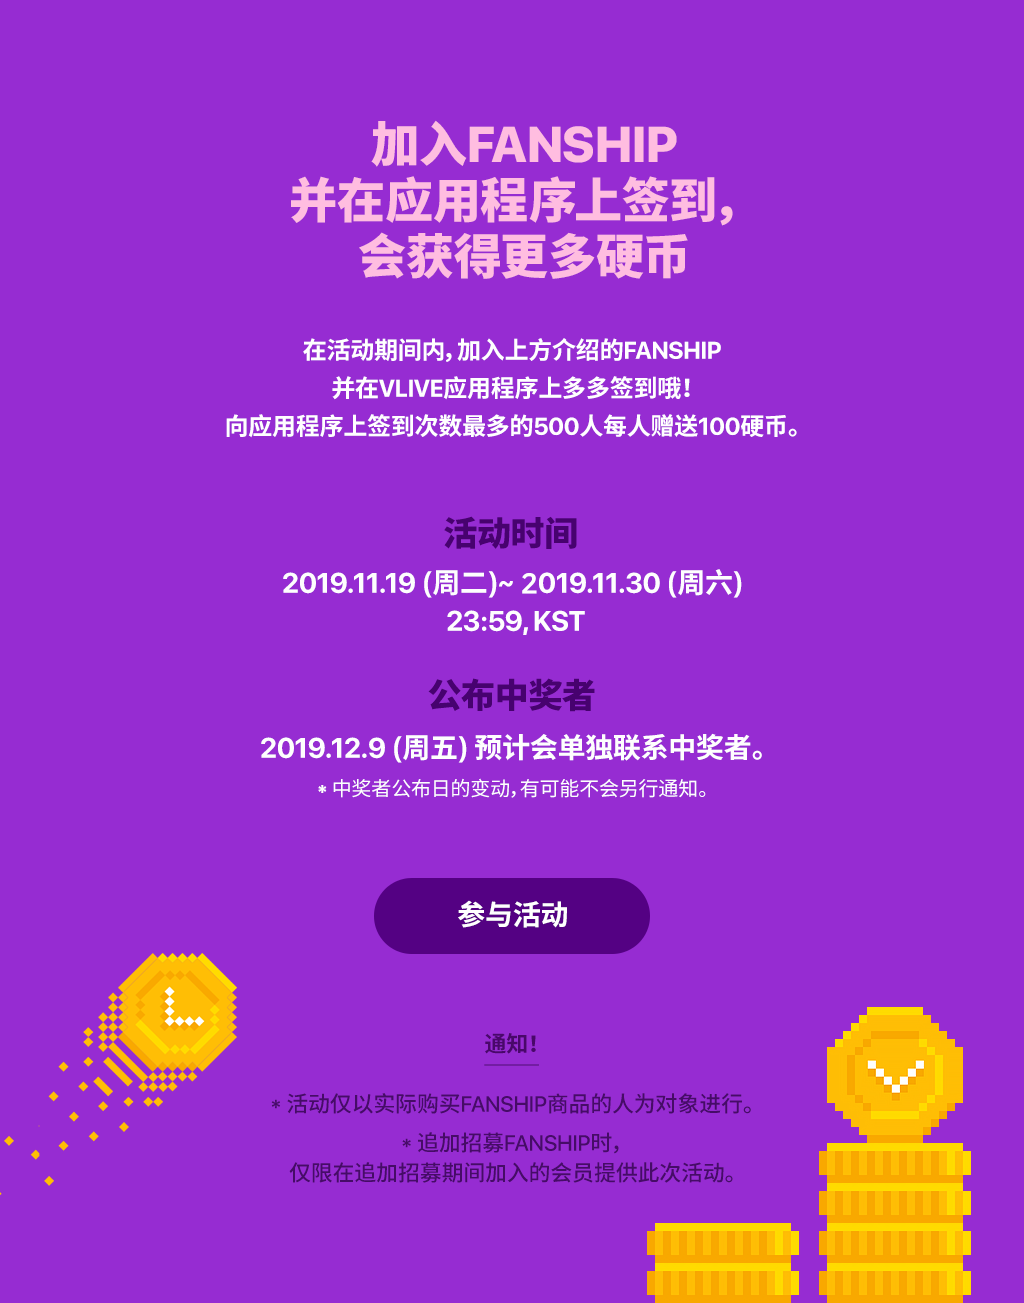 加入FANSHIP
并在应用程序上签到，
会获得更多硬币
在活动期间内，加入上方介绍的FANSHIP
并在VLIVE应用程序上多多签到哦！
向应用程序上签到次数最多的500人每人赠送100硬币。
活动时间
2019.11.19 (周二)~ 2019.11.30 (周六)
23:59, KST
公布中奖者
2019.12.9 (周五) 预计会单独联系中奖者。
* 中奖者公布日的变动，有可能不会另行通知。
参与活动
通知！
* 活动仅以实际购买FANSHIP商品的人为对象进行。
* 追加招募FANSHIP时，
仅限在追加招募期间加入的会员提供此次活动。